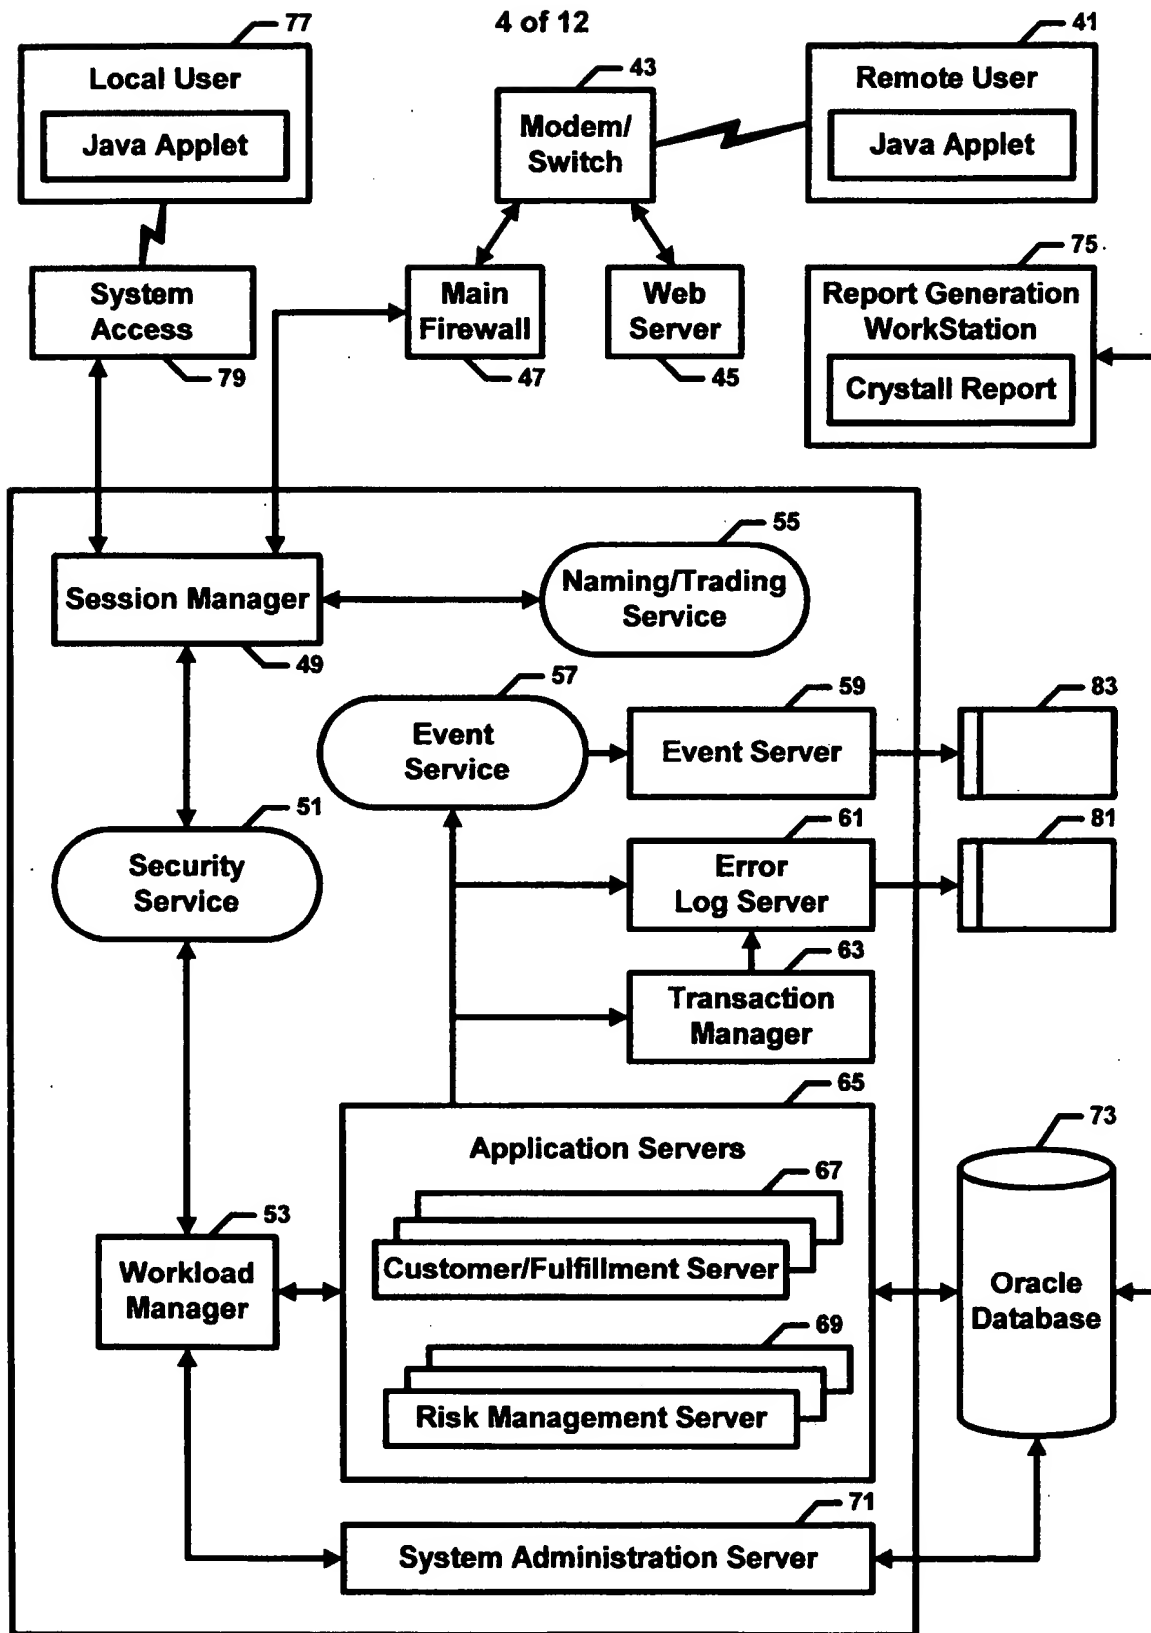 4 of 12
77
Local User
Java Applet
43
Modem/
Switch
41
Remote User
Java Applet
System
Access
79
Main
Firewall
47
Web
Server
45
75
Report Generation
WorkStation
Crystall Report
Session Manager
49
55
Naming/Trading
Service
57
Event
Service
59
Event Server
83
51
Security
Service
61
Error
Log Server
81
63
Transaction
Manager
65
Application Servers
67
Customer/Fulfillment Server
69
Risk Management Server
53
Workload
Manager
73
Oracle
Database
71
System Administration Server